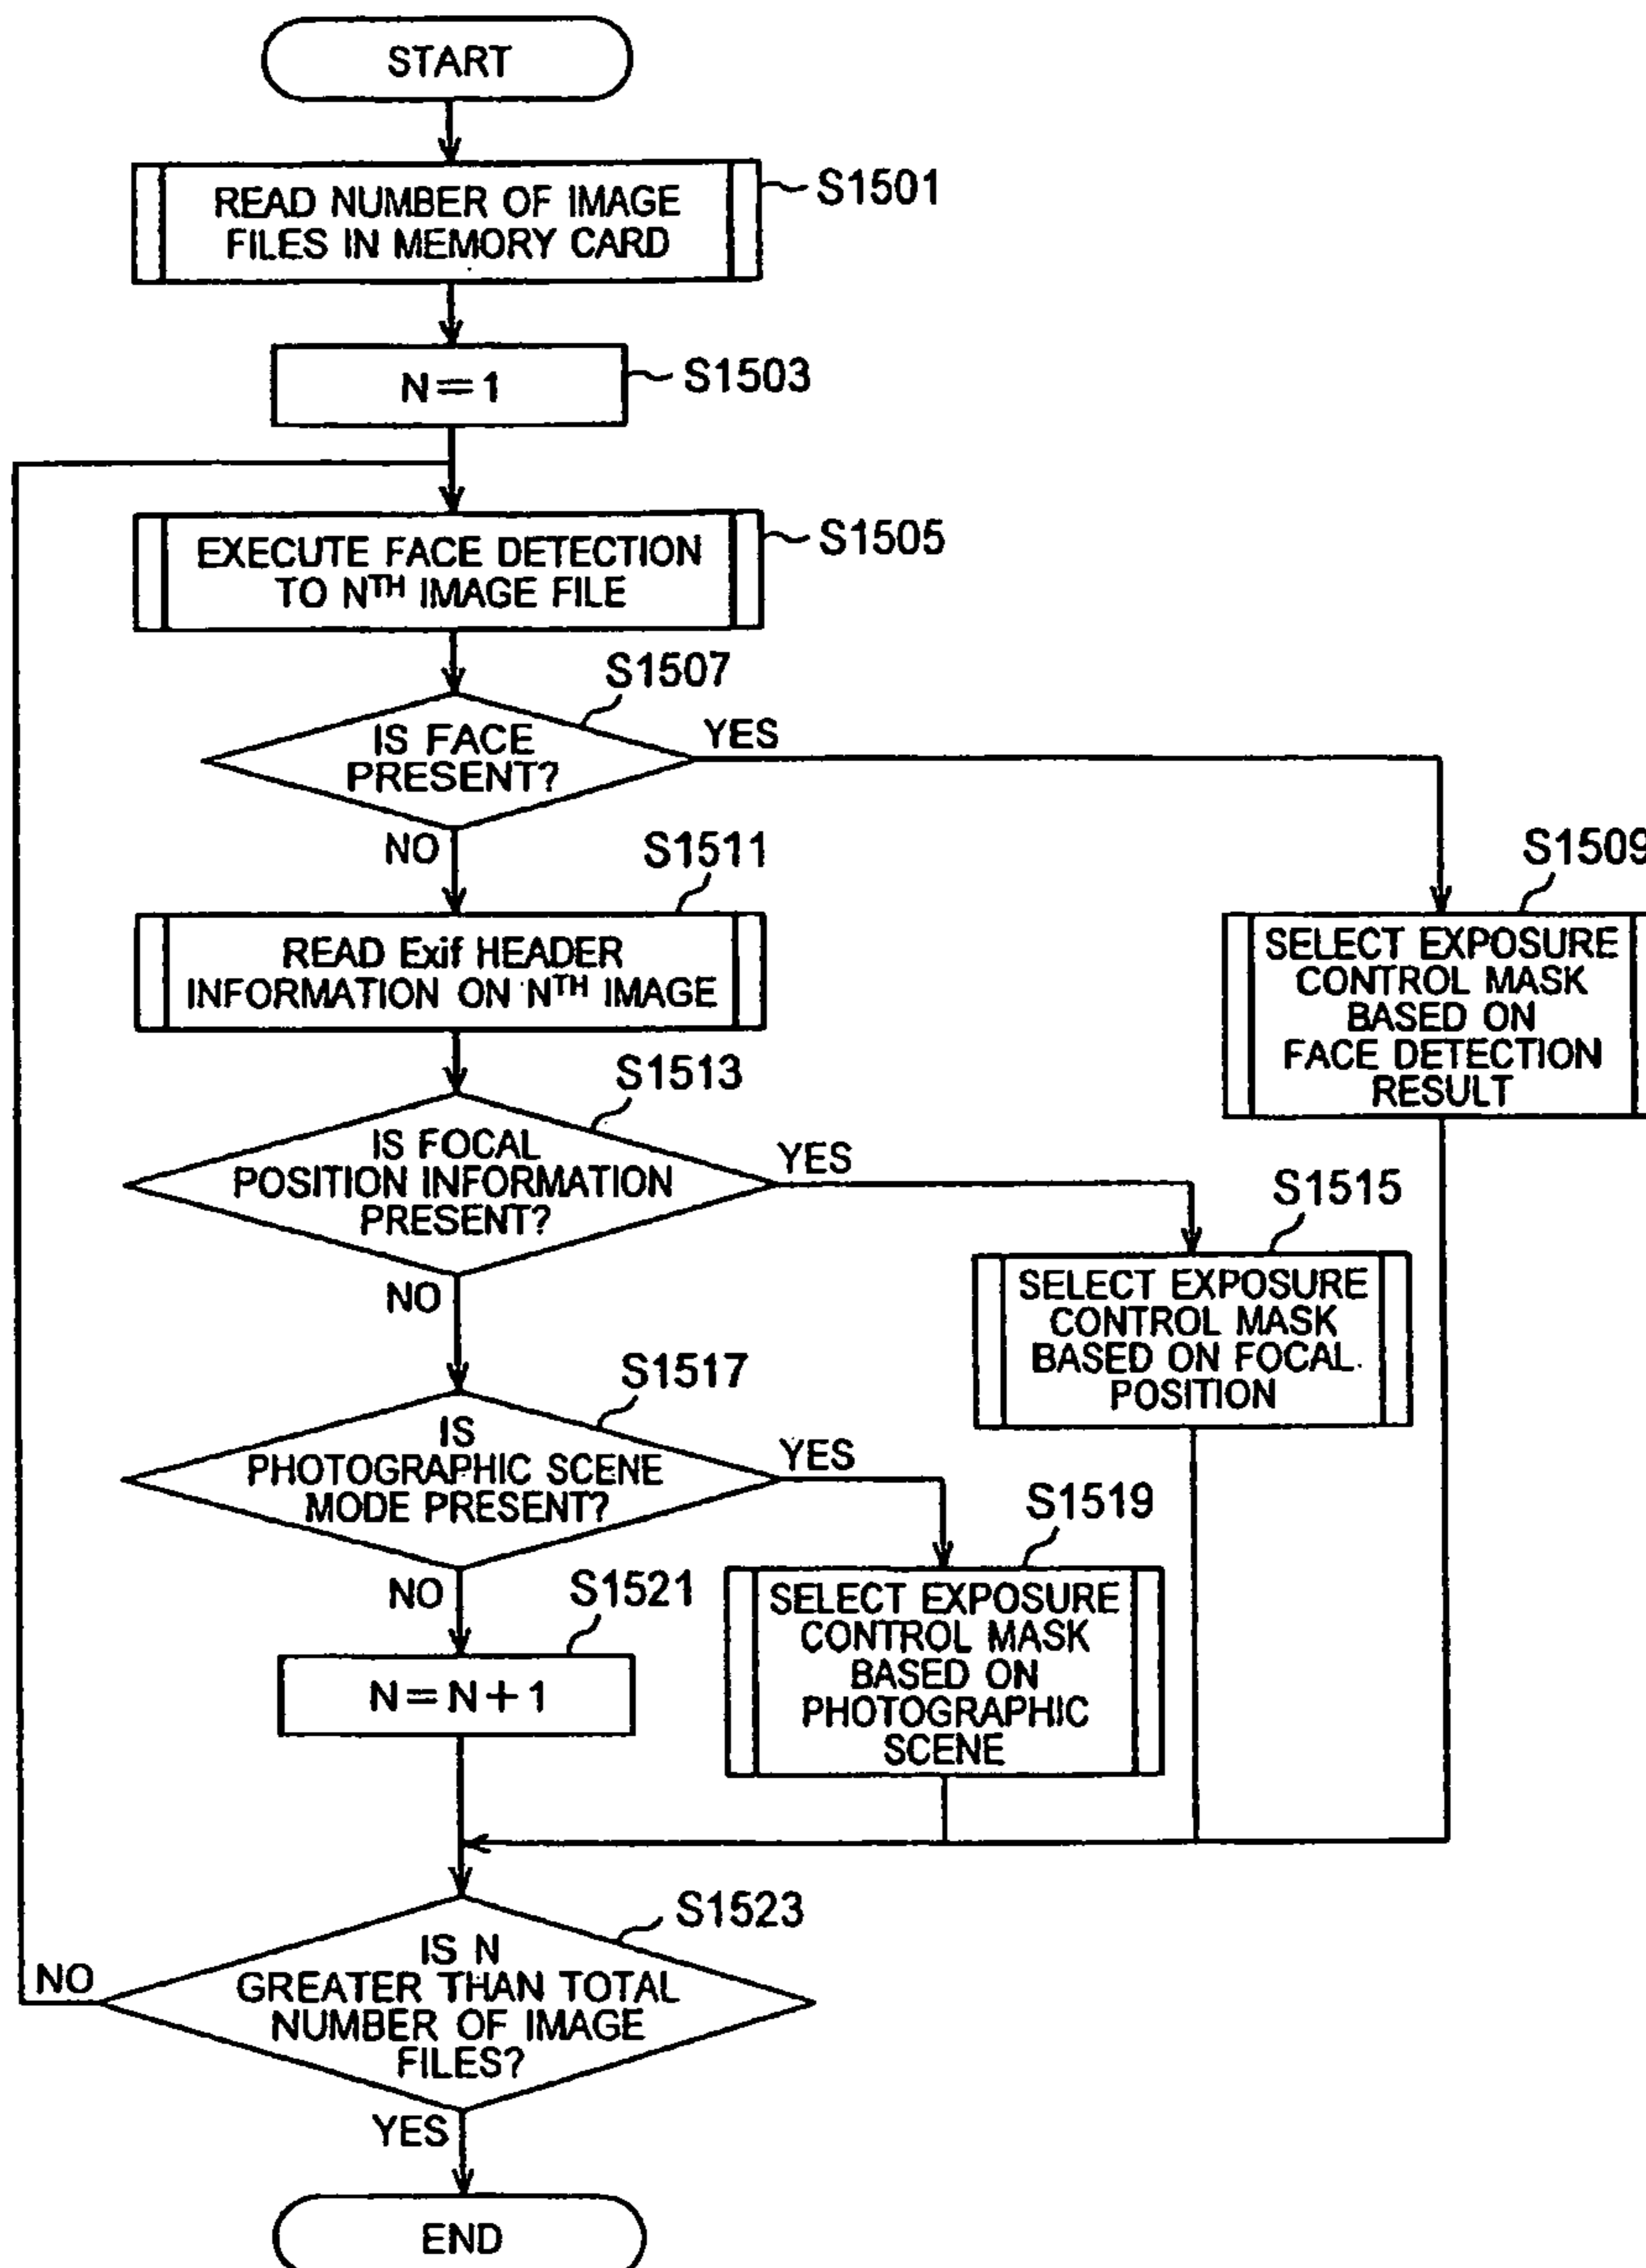 START
READ NUMBER OF IMAGE
FILES IN MEMORY CARD
S1501
N=1
S1503
EXECUTE FACE DETECTION
TO NTH IMAGE FILE
S1505
S1507
IS FACE
PRESENT?
YES
NO
S1511
READ Exif HEADER
INFORMATION ON NTH IMAGE
S1509
SELECT EXPOSURE
CONTROL MASK
BASED ON
FACE DETECTION
RESULT
S1513
IS FOCAL
POSITION INFORMATION
PRESENT?
YES
NO
S1515
SELECT EXPOSURE
CONTROL MASK
BASED ON FOCAL
POSITION
S1517
IS
PHOTOGRAPHIC SCENE
MODE PRESENT?
YES
NO
S1519
SELECT EXPOSURE
CONTROL MASK
BASED ON
PHOTOGRAPHIC
SCENE
S1521
N=N+1
S1523
IS N
GREATER THAN TOTAL
NUMBER OF IMAGE
FILES?
NO
YES
END